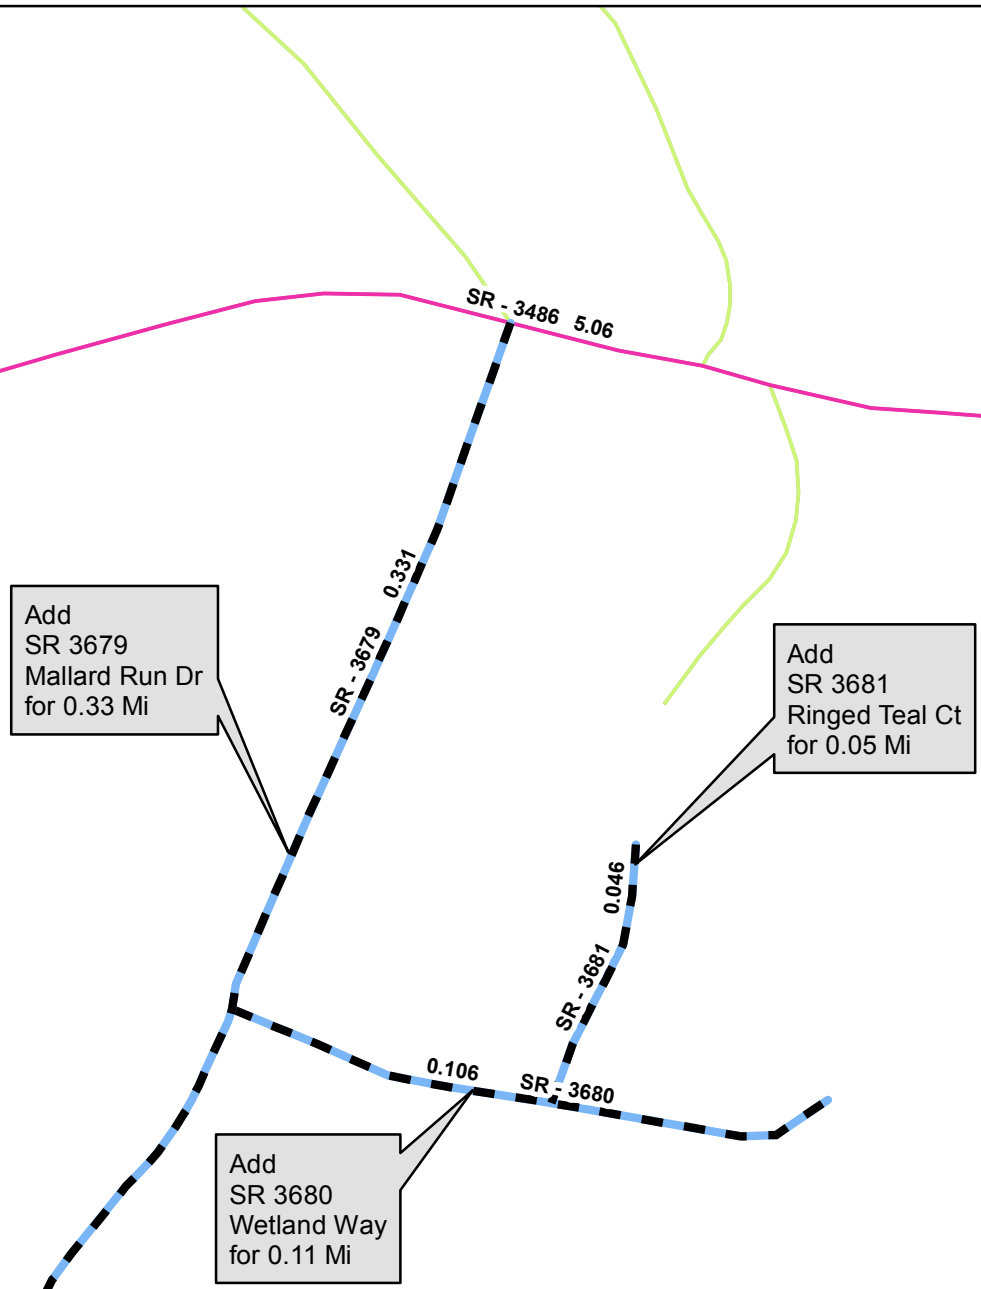 SR - 3486 5.06
0.331
SR - 3679
Add
SR 3679
Mallard Run Dr
for 0.33 Mi
Add
SR 3681
Ringed Teal Ct
for 0.05 Mi
0.046
SR - 3681
0.106
SR - 3680
Add
SR 3680
Wetland Way
for 0.11 Mi